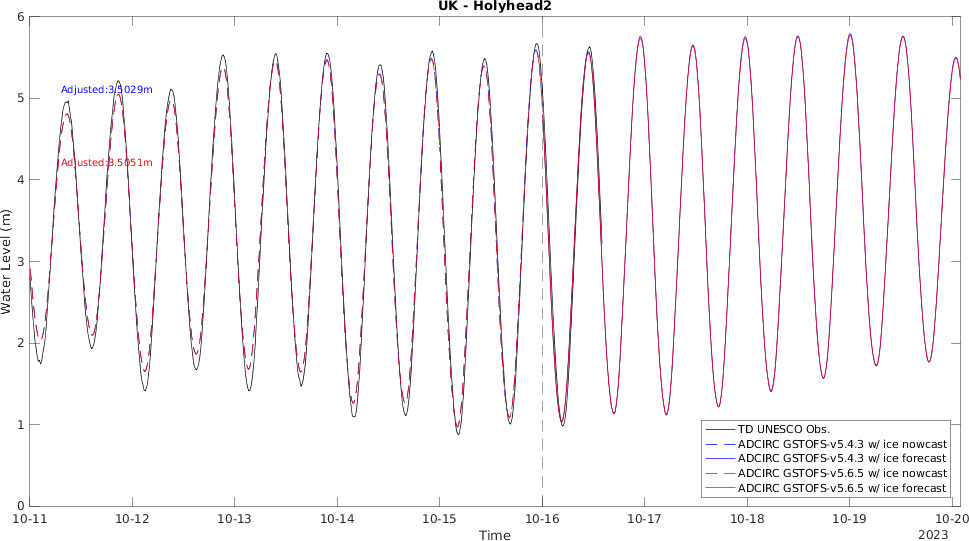 UK - Holyhead2
6
5
4
3
2
1
0
Water Level (m)
Adjusted:3.5029m
Adjusted:3.5051m
TD UNESCO Obs.
ADCIRC GSTOFS-v5.4.3 w/ ice nowcast
ADCIRC GSTOFS-v5.4.3 w/ ice forecast
ADCIRC GSTOFS-v5.6.5 w/ ice nowcast
ADCIRC GSTOFS-v5.6.5 w/ ice forecast
10-11 10-12 10-13 10-14 10-15 10-16 10-17 10-18 10-19 10-20
Time
2023